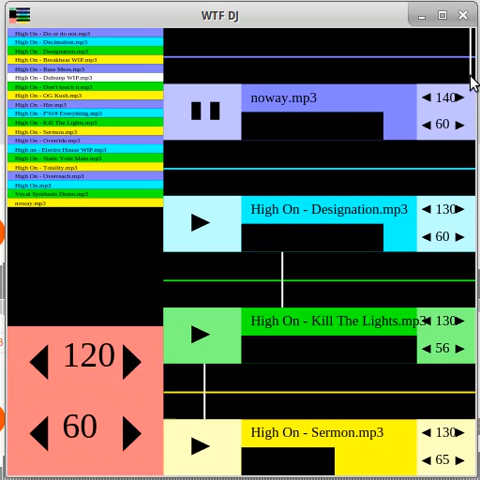 WTF DJ
High On - Do or do not.mp3
High On - Decimation.mp3
High On - Designation.mp3
High On - Breakbeat WIP.mp3
High On - Bass Mess.mp3
High On - Dubstep WIP.mp3
High On - Don't touch it.mp3
High On - OG Kush.mp3
High On - Her.mp3
High On - F%@# Everything.mp3
High On - Kill The Lights.mp3
High On - Sermon.mp3
High On - Override.mp3
High on - Electro House WIP.mp3
High On - Static Vent Main.mp3
High On - Totality.mp3
High On - Overreach.mp3
High On.mp3
Vocal Synthesis Demo.mp3
noway.mp3
120
60
noway.mp3
140
60
High On - Designation.mp3
130
60
High On - Kill The Lights.mp3
130
56
High On - Sermon.mp3
130
65